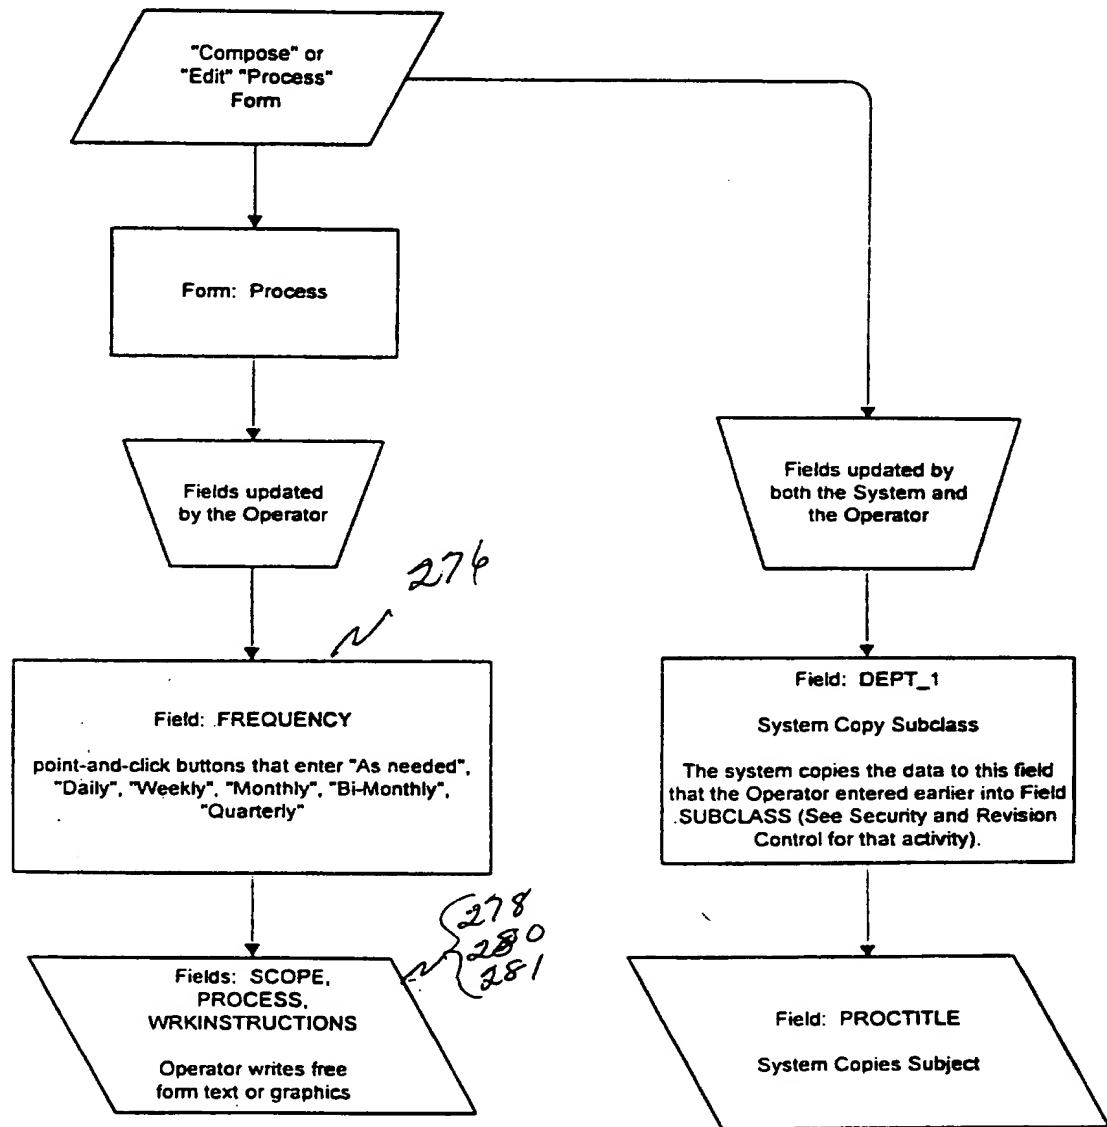 "Compose" or
"Edit" "Process"
Form
Form: Process
Fields updated
by the Operator
Fields updated by
both the System and
the Operator
276
Field: FREQUENCY
point-and-click buttons that enter "As needed",
"Daily", "Weekly", "Monthly", "Bi-Monthly",
"Quarterly"
Field: DEPT_1
System Copy Subclass
The system copies the data to this field
that the Operator entered earlier into Field
SUBCLASS (See Security and Revision
Control for that activity).
278
280
281
Fields: SCOPE,
PROCESS,
WRKINSTRUCTIONS
Operator writes free
form text or graphics
Field: PROCTITLE
System Copies Subject